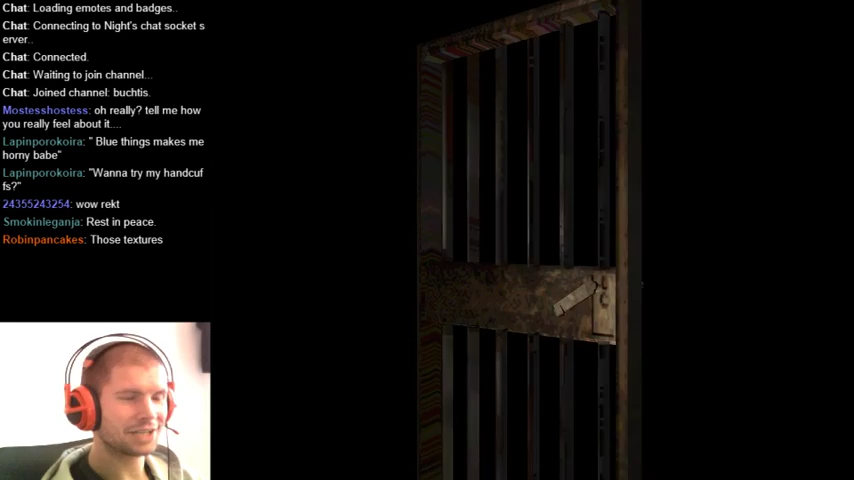 Chat: Loading emotes and badges..
Chat: Connecting to Night's chat socket s
erver..
Chat: Connected.
Chat: Waiting to join channel...
Chat: Joined channel: buchtis.
Mostesshostess: oh really? tell me how
you really feel about it....
Lapinporokoira: " Blue things makes me
horny babe"
Lapinporokoira: "Wanna try my handcuf
fs?"
24355243254: wow rekt
Smokinleganja: Rest in peace.
Robinpancakes: Those textures